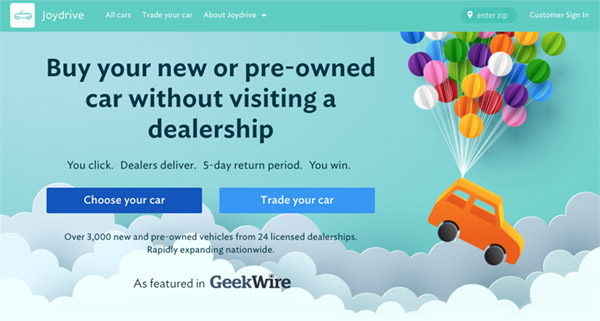 Joydrive
All cars
Trade your car
About Joydrive
enter zip
Customer Sign In
Buy your new or pre-owned
car without visiting a
dealership
You click. Dealers deliver. 5-day return period. You win.
Choose your car
Trade your car
Over 3,000 new and pre-owned vehicles from 24 licensed dealerships.
Rapidly expanding nationwide.
As featured in GeekWire